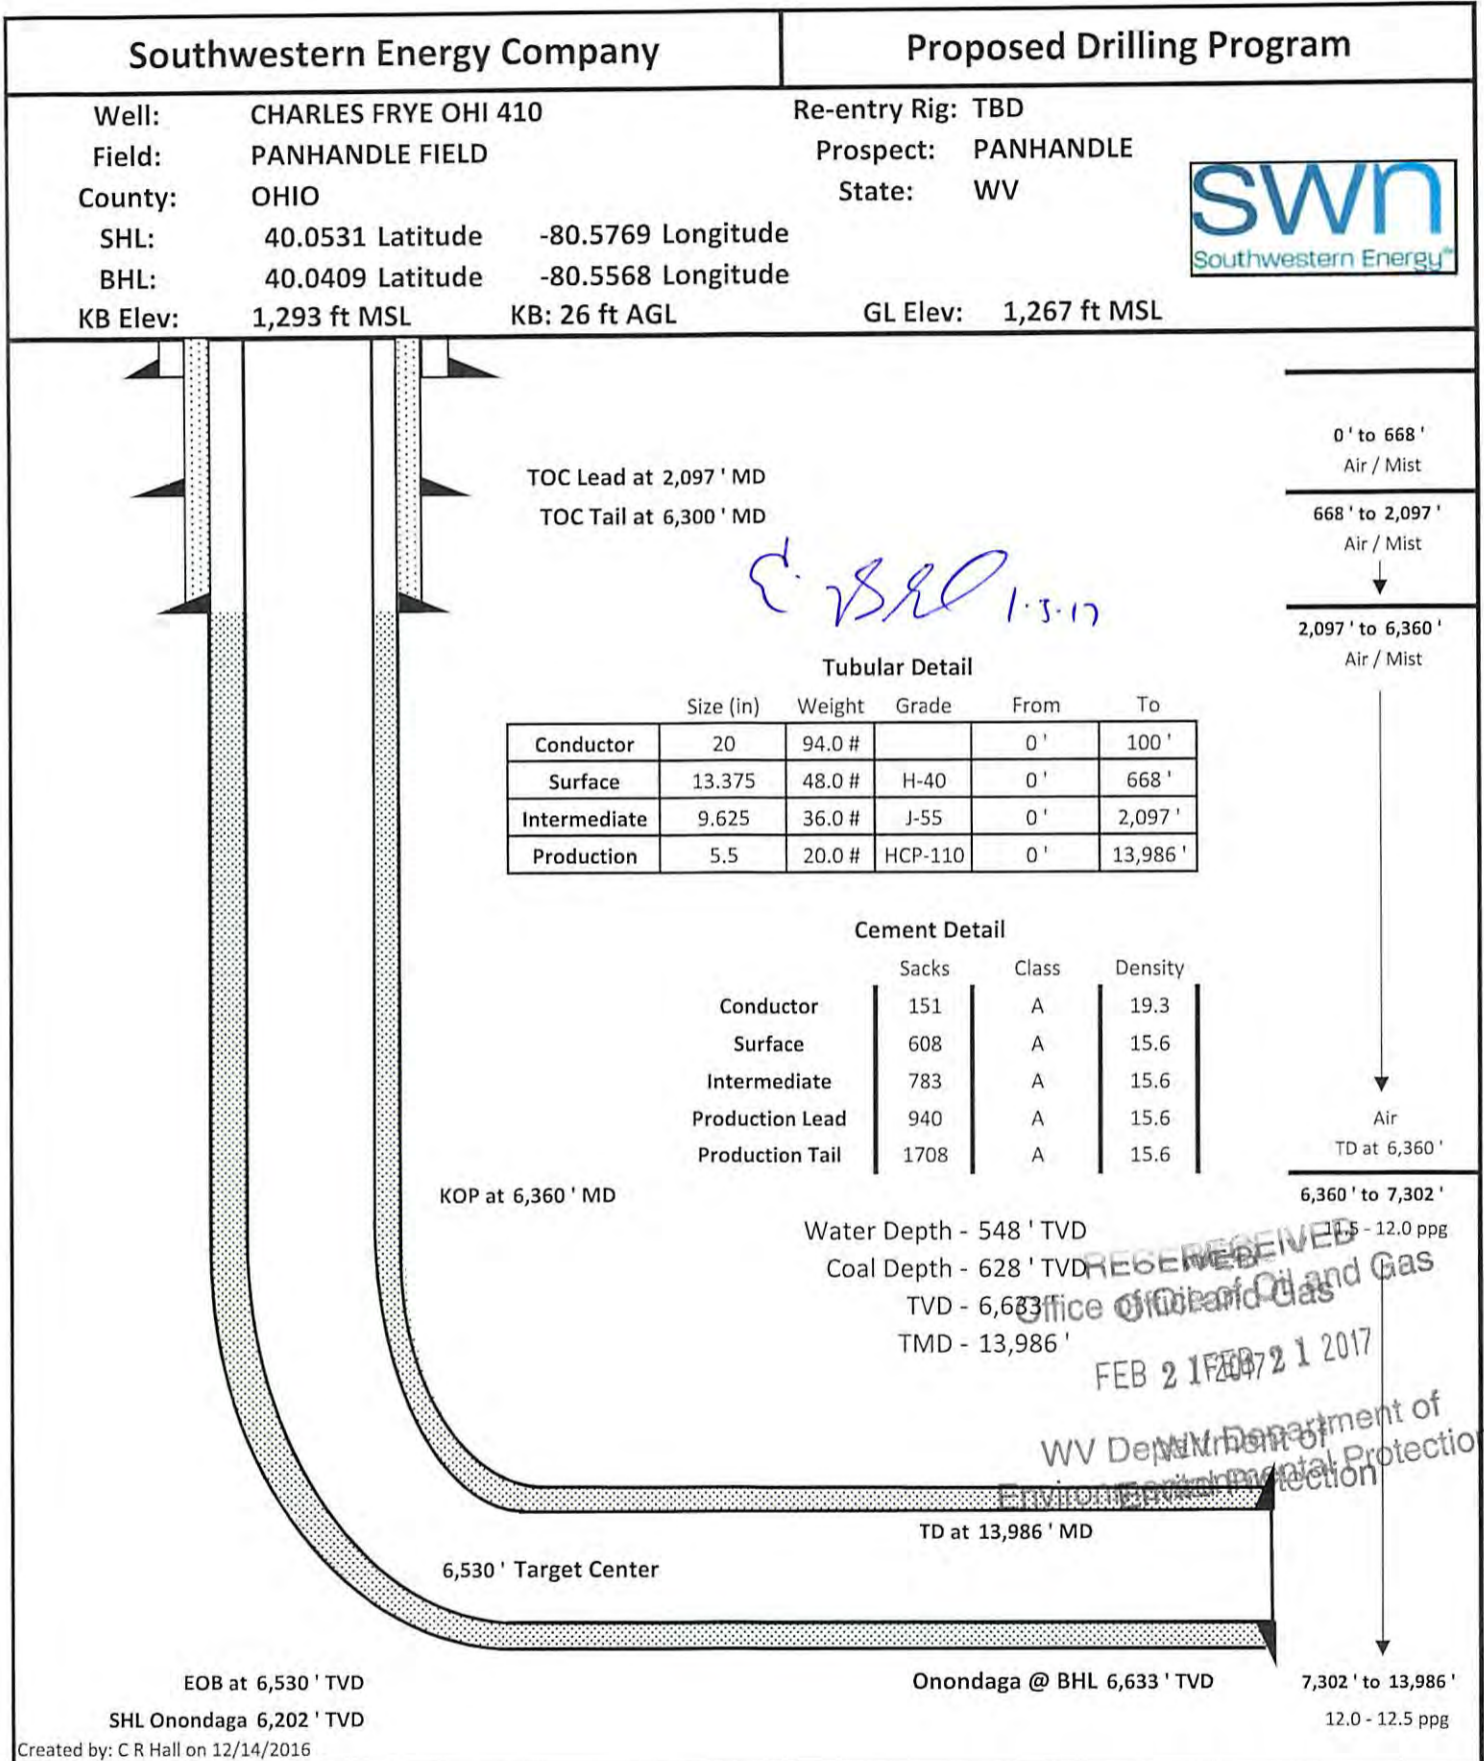 Southwestern Energy Company
Proposed Drilling Program
Well: CHARLES FRYE OHI 410 Re-entry Rig: TBD
Field: PANHANDLE FIELD Prospect: PANHANDLE
County: OHIO State: WV
SHL: 40.0531 Latitude -80.5769 Longitude
BHL: 40.0409 Latitude -80.5568 Longitude
KB Elev: 1,293 ft MSL KB: 26 ft AGL GL Elev: 1,267 ft MSL
swn
Southwestern Energy
0 ' to 668 '
Air / Mist
TOC Lead at 2,097 ' MD
TOC Tail at 6,300 ' MD
668 ' to 2,097 '
Air / Mist
1.3.17
2,097 ' to 6,360 '
Air / Mist
Tubular Detail
Size (in) Weight Grade From To
Conductor 20 94.0 # 0 ' 100 '
Surface 13.375 48.0 # H-40 0 ' 668 '
Intermediate 9.625 36.0 # J-55 0 ' 2,097 '
Production 5.5 20.0 # HCP-110 0 ' 13,986 '
Cement Detail
Sacks Class Density
Conductor 151 A 19.3
Surface 608 A 15.6
Intermediate 783 A 15.6
Production Lead 940 A 15.6
Production Tail 1708 A 15.6
Air
TD at 6,360 '
KOP at 6,360 ' MD
6,360 ' to 7,302 '
11.5 - 12.0 ppg
Water Depth - 548 ' TVD
Coal Depth - 628 ' TVD
TVD - 6,633 '
TMD - 13,986 '
RECEIVED
Office of Oil and Gas
FEB 21 2017
WV Department of
Environmental Protection
TD at 13,986 ' MD
6,530 ' Target Center
EOB at 6,530 ' TVD
SHL Onondaga 6,202 ' TVD
Onondaga @ BHL 6,633 ' TVD
7,302 ' to 13,986 '
12.0 - 12.5 ppg
Created by: C R Hall on 12/14/2016